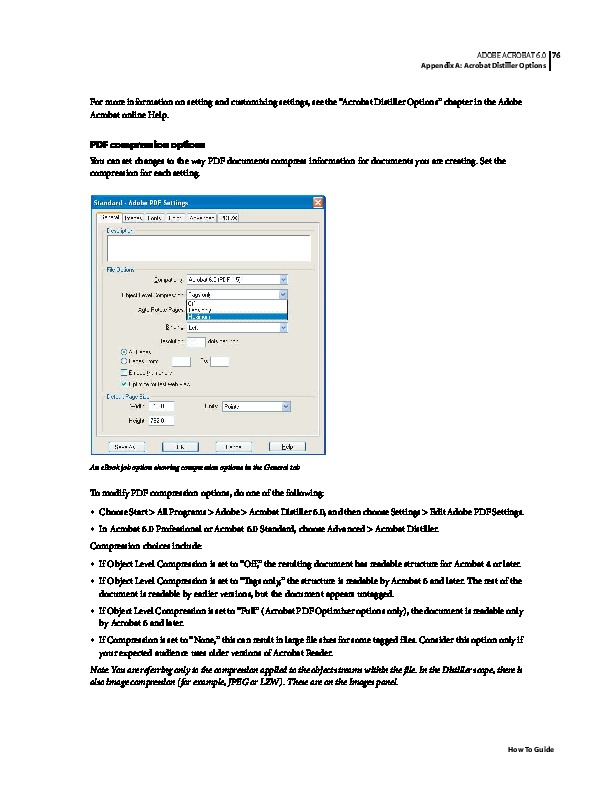 ADOBE ACROBAT 6.0 76
Appendix A: Acrobat Distiller Options
For more information on setting and customizing settings, see the "Acrobat Distiller Options" chapter in the Adobe
Acrobat online Help.
PDF compression options
You can set changes to the way PDF documents compress information for documents you are creating. Set the
compression for each setting.
Standard - Adobe PDF Settings
General Images Fonts Color Advanced PDF/X
Description
File Options
Compatibility: Acrobat 6.0 (PDF 1.5)
Object Level Compression: Tags only
Off
Tags only
Maximum
Auto-Rotate Pages:
Binding: Left
Resolution: dots per inch
All Pages
Pages From: To:
Embed thumbnails
Optimize for fast web view
Default Page Size
Width: Units: Points
Height: 792.0
Save As... OK Cancel Help
An eBook job option showing compression options in the General tab
To modify PDF compression options, do one of the following:
• Choose Start > All Programs > Adobe > Acrobat Distiller 6.0, and then choose Settings > Edit Adobe PDF Settings.
• In Acrobat 6.0 Professional or Acrobat 6.0 Standard, choose Advanced > Acrobat Distiller.
Compression choices include:
• If Object Level Compression is set to "Off," the resulting document has readable structure for Acrobat 4 or later.
• If Object Level Compression is set to "Tags only," the structure is readable by Acrobat 6 and later. The rest of the
document is readable by earlier versions, but the document appears untagged.
• If Object Level Compression is set to "Full" (Acrobat PDF Optimizer options only), the document is readable only
by Acrobat 6 and later.
• If Compression is set to "None," this can result in large file sizes for some tagged files. Consider this option only if
your expected audience uses older versions of Acrobat Reader.
Note: You are referring only to the compression applied to the object streams within the file. In the Distiller scope, there is
also image compression (for example, JPEG or LZW). These are on the Images panel.
How To Guide